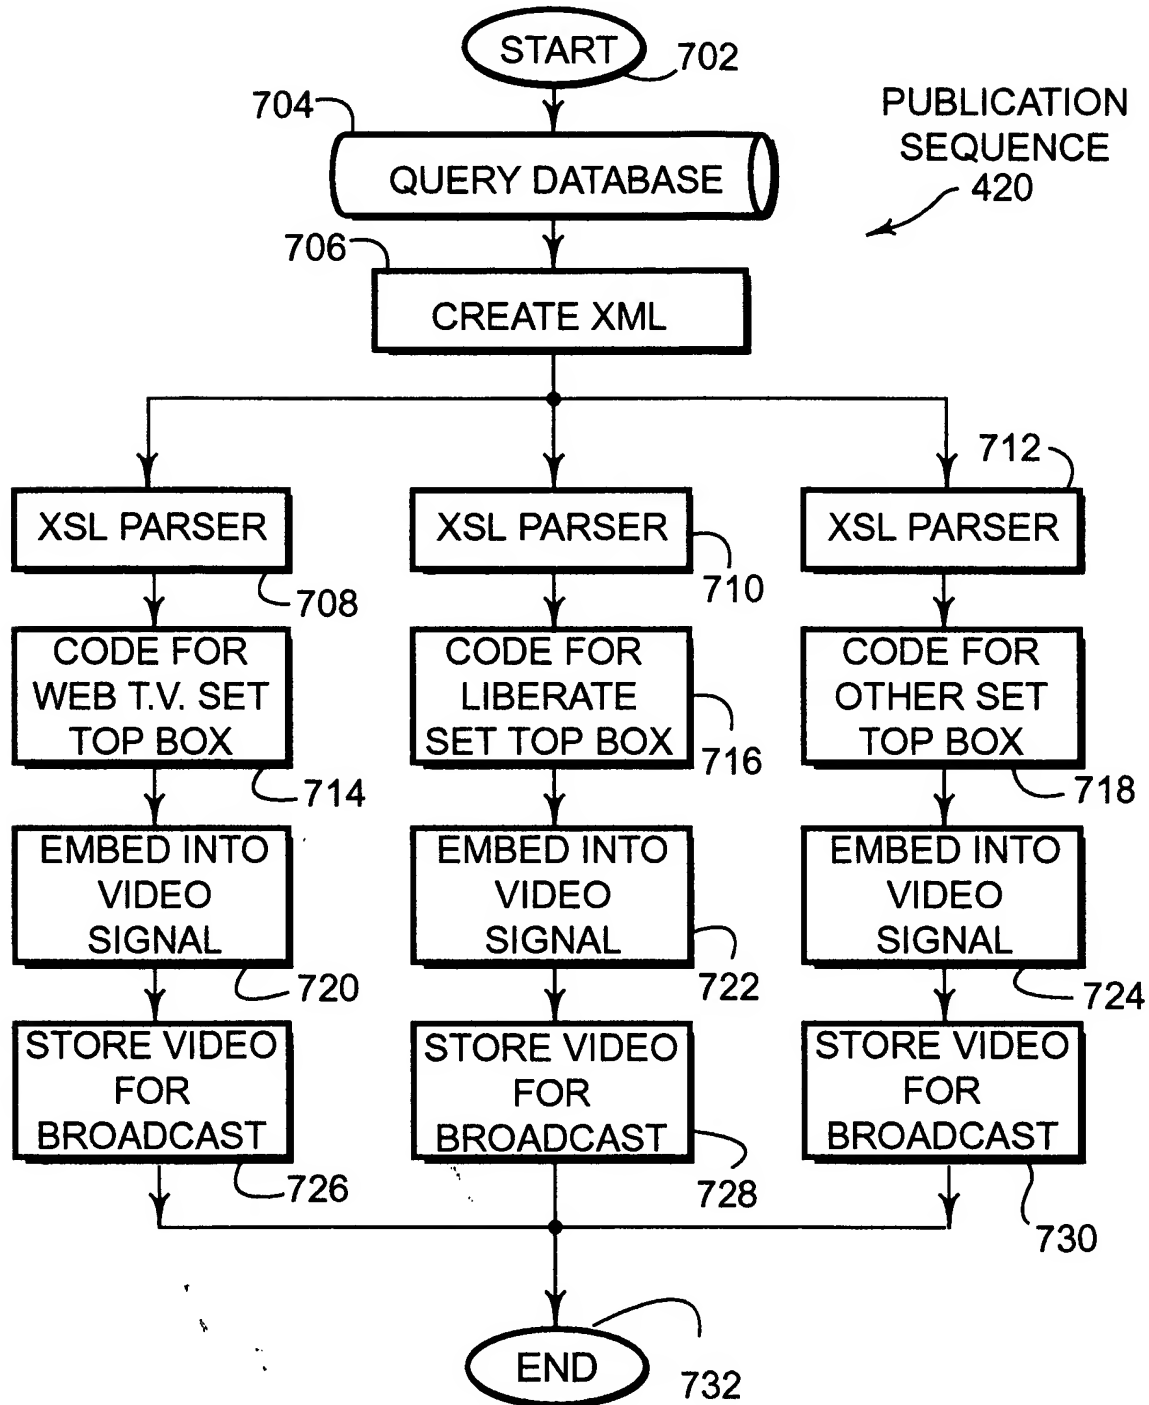 START
702
704
PUBLICATION
SEQUENCE
420
QUERY DATABASE
706
CREATE XML
712
XSL PARSER
XSL PARSER
XSL PARSER
708
710
CODE FOR
WEB T.V. SET
TOP BOX
CODE FOR
LIBERATE
SET TOP BOX
CODE FOR
OTHER SET
TOP BOX
714
716
718
EMBED INTO
VIDEO
SIGNAL
EMBED INTO
VIDEO
SIGNAL
EMBED INTO
VIDEO
SIGNAL
720
722
724
STORE VIDEO
FOR
BROADCAST
STORE VIDEO
FOR
BROADCAST
STORE VIDEO
FOR
BROADCAST
726
728
730
END
732